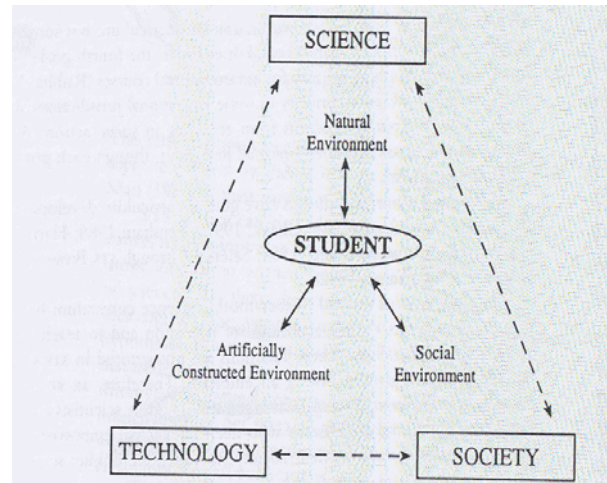 SCIENCE
Natural
Environment
STUDENT
Artificially
Constructed Environment
Social
Environment
TECHNOLOGY
SOCIETY